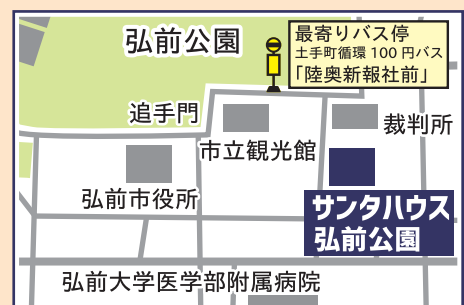 弘前公園
最寄りバス停
土手町循環100円バス
「陸奥新報社前」
追手門
市立観光館
裁判所
弘前市役所
サンタハウス
弘前公園
弘前大学医学部附属病院